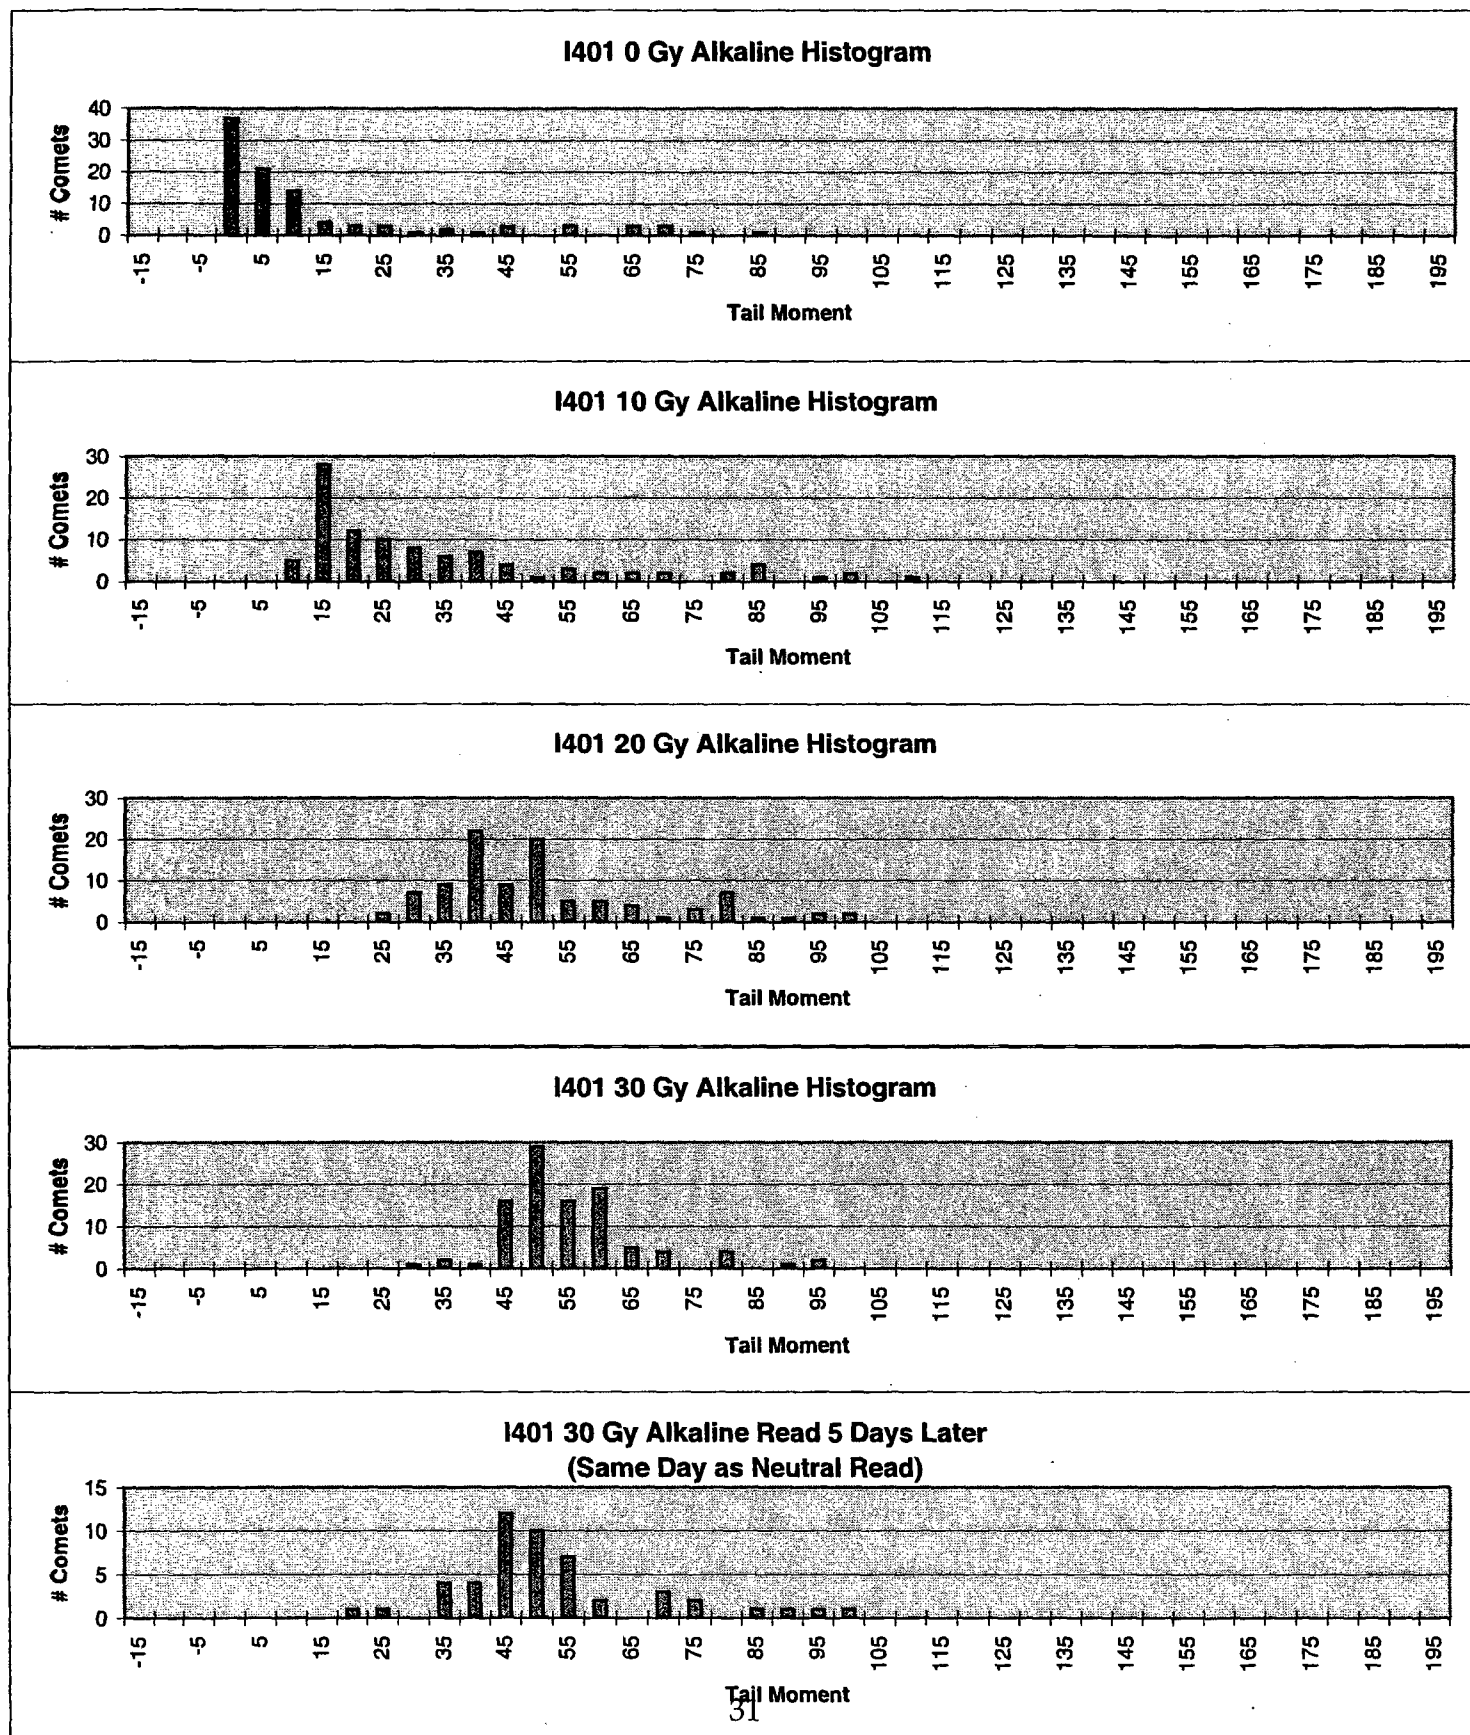 I401 0 Gy Alkaline Histogram
# Comets
40
30
20
10
0
-15 -5 5 15 25 35 45 55 65 75 85 95 105 115 125 135 145 155 165 175 185 195
Tail Moment
I401 10 Gy Alkaline Histogram
# Comets
30
20
10
0
-15 -5 5 15 25 35 45 55 65 75 85 95 105 115 125 135 145 155 165 175 185 195
Tail Moment
I401 20 Gy Alkaline Histogram
# Comets
30
20
10
0
-15 -5 5 15 25 35 45 55 65 75 85 95 105 115 125 135 145 155 165 175 185 195
Tail Moment
I401 30 Gy Alkaline Histogram
# Comets
30
20
10
0
-15 -5 5 15 25 35 45 55 65 75 85 95 105 115 125 135 145 155 165 175 185 195
Tail Moment
I401 30 Gy Alkaline Read 5 Days Later
(Same Day as Neutral Read)
# Comets
15
10
5
0
-15 -5 5 15 25 35 45 55 65 75 85 95 105 115 125 135 145 155 165 175 185 195
Tail Moment
31